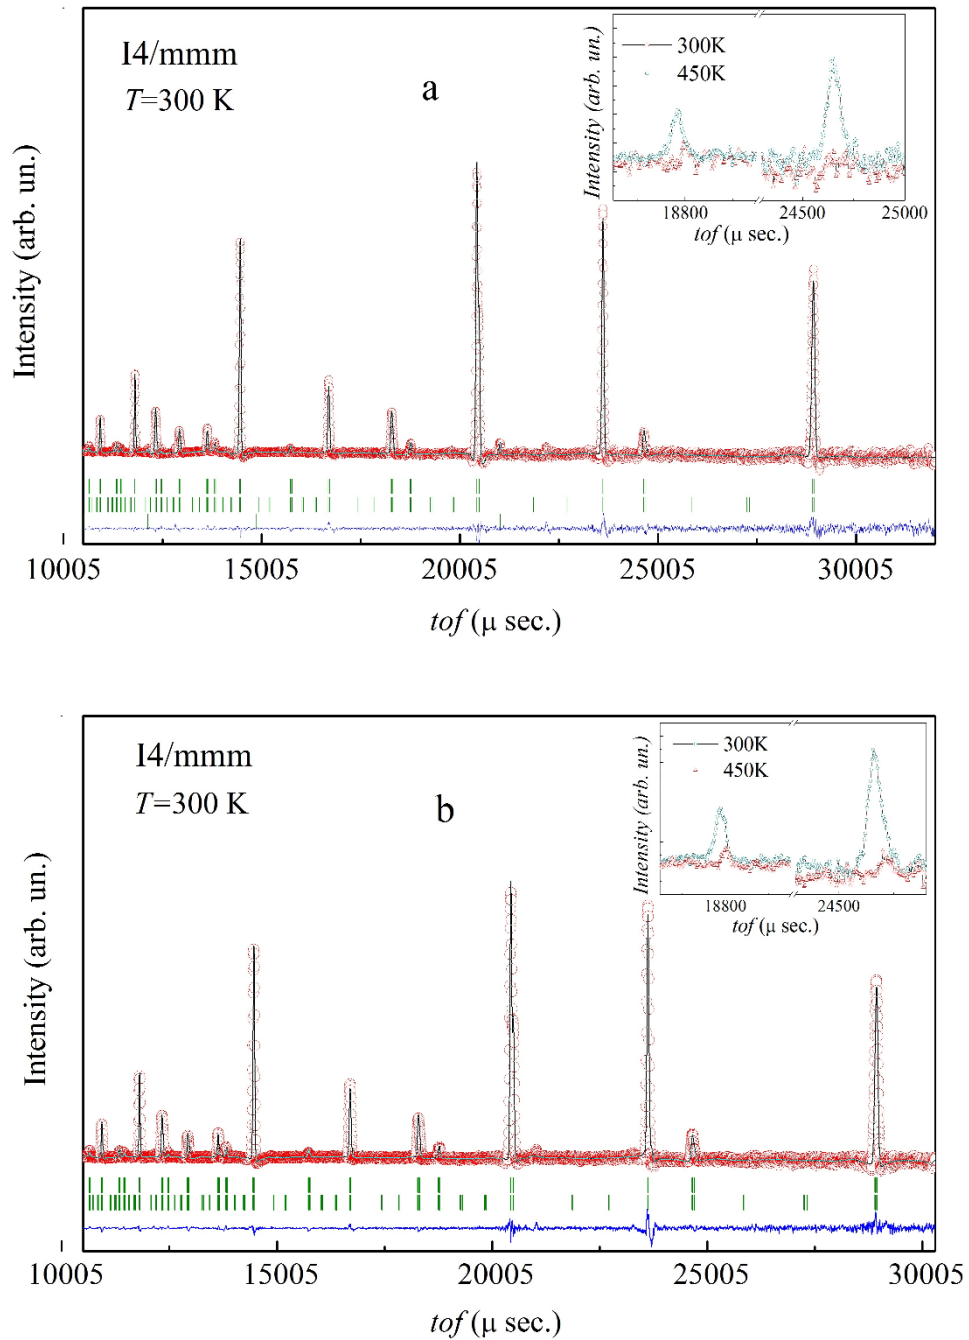 I4/mmm
T=300 K
a
Intensity (arb. un.)
Intensity (arb. un.)
300K
450K
18800 24500 25000
tof (μ sec.)
10005 15005 20005 25005 30005
tof (μ sec.)
I4/mmm
T=300 K
b
Intensity (arb. un.)
Intensity (arb. un.)
300K
450K
18800 24500
tof (μ sec.)
10005 15005 20005 25005 30005
tof (μ sec.)